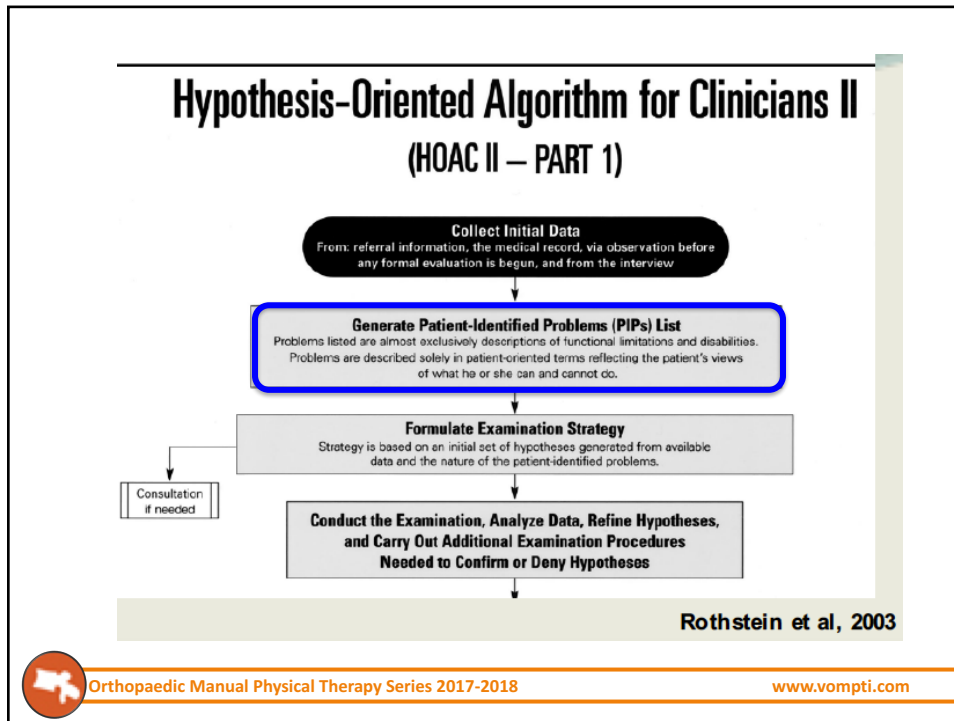 Hypothesis-Oriented Algorithm for Clinicians II
(HOAC II – PART 1)
Collect Initial Data
From: referral information, the medical record, via observation before
any formal evaluation is begun, and from the interview
Generate Patient-Identified Problems (PIPs) List
Problems listed are almost exclusively descriptions of functional limitations and disabilities.
Problems are described solely in patient-oriented terms reflecting the patient's views
of what he or she can and cannot do.
Formulate Examination Strategy
Strategy is based on an initial set of hypotheses generated from available
data and the nature of the patient-identified problems.
Consultation
if needed
Conduct the Examination, Analyze Data, Refine Hypotheses,
and Carry Out Additional Examination Procedures
Needed to Confirm or Deny Hypotheses
Rothstein et al, 2003
Orthopaedic Manual Physical Therapy Series 2017-2018
www.vompti.com